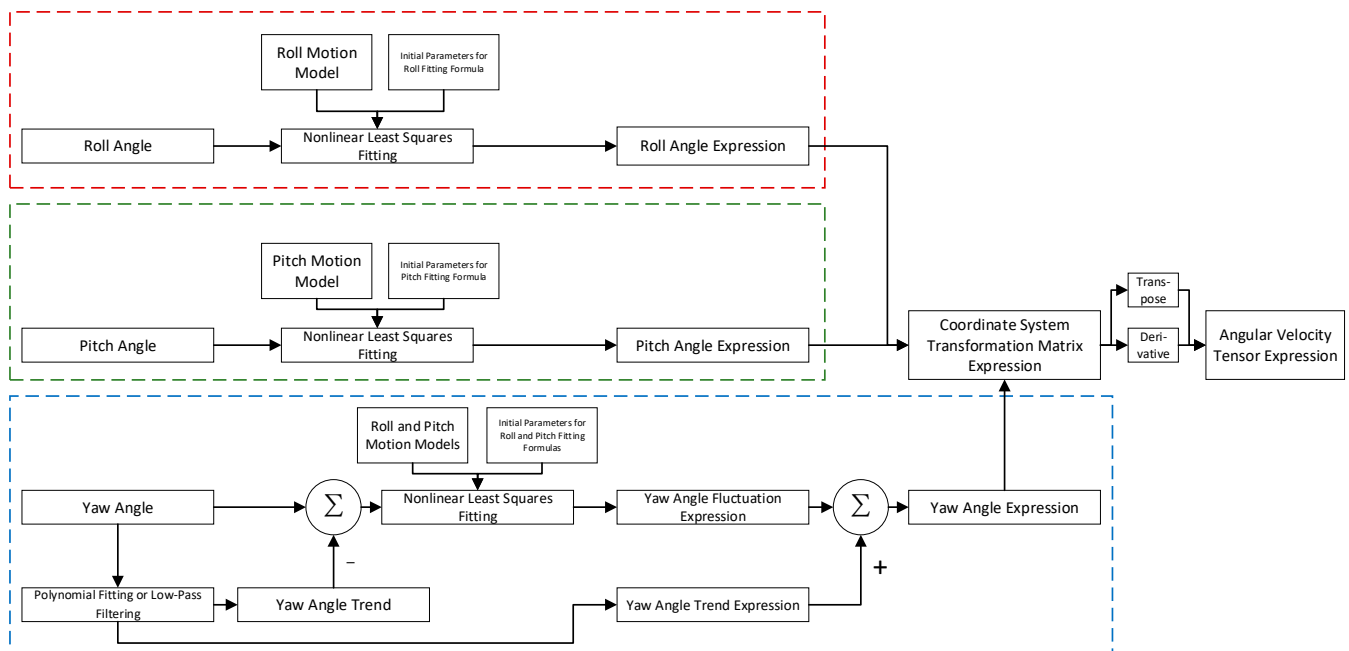 Roll Motion
Model
Initial Parameters for
Roll Fitting Formula
Roll Angle
Nonlinear Least Squares
Fitting
Roll Angle Expression
Pitch Motion
Model
Initial Parameters for
Pitch Fitting Formula
Pitch Angle
Nonlinear Least Squares
Fitting
Pitch Angle Expression
Coordinate System
Transformation Matrix
Expression
Trans-
pose
Deri-
vative
Angular Velocity
Tensor Expression
Roll and Pitch
Motion Models
Initial Parameters for
Roll and Pitch Fitting
Formulas
Yaw Angle
Σ
Nonlinear Least Squares
Fitting
Yaw Angle Fluctuation
Expression
Σ
Yaw Angle Expression
−
+
Polynomial Fitting or Low-Pass
Filtering
Yaw Angle Trend
Yaw Angle Trend Expression